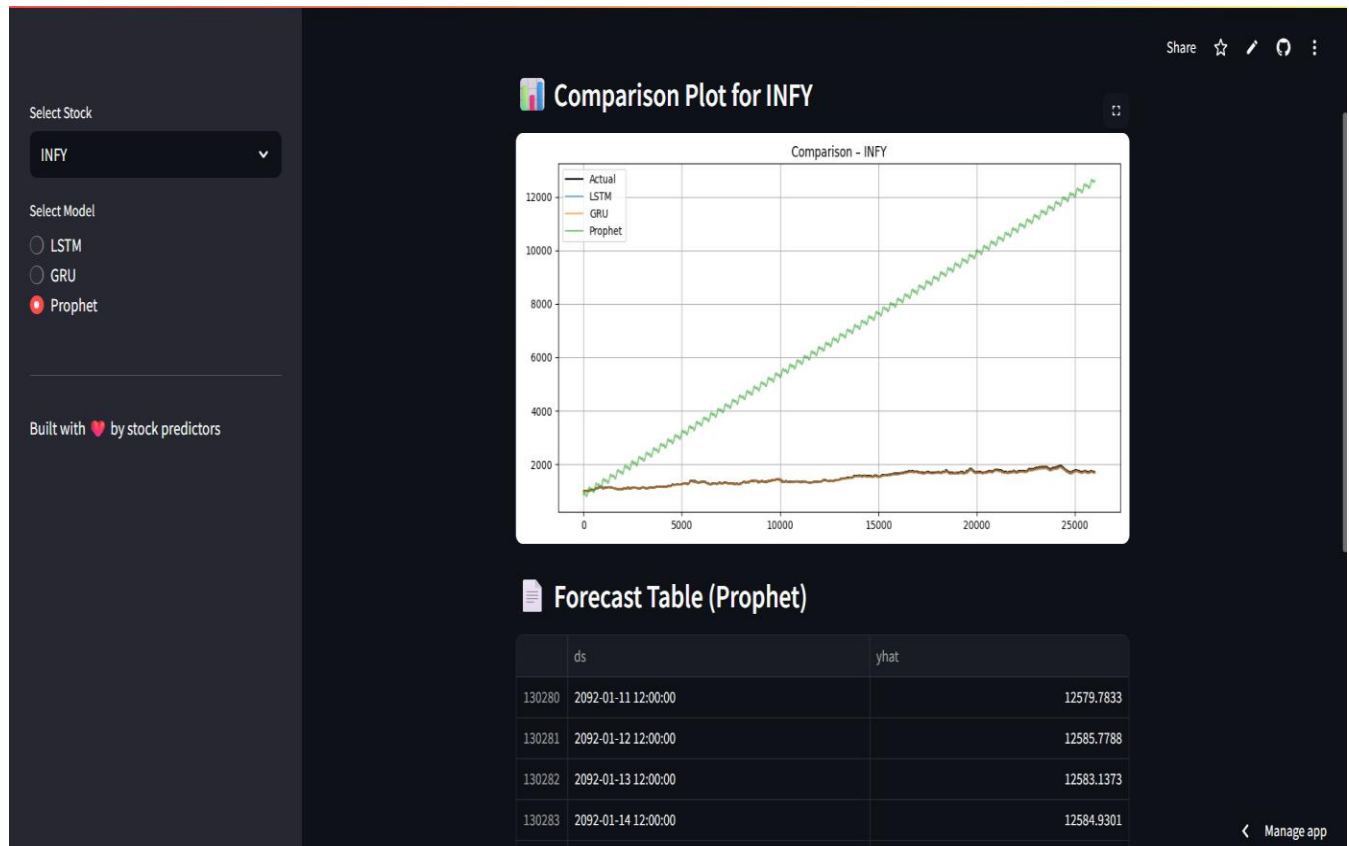 Share
Select Stock
INFY
Select Model
LSTM
GRU
Prophet
Built with ❤️ by stock predictors
📊 Comparison Plot for INFY
Comparison – INFY
Actual
LSTM
GRU
Prophet
12000
10000
8000
6000
4000
2000
0 5000 10000 15000 20000 25000
📄 Forecast Table (Prophet)
ds yhat
130280 2092-01-11 12:00:00 12579.7833
130281 2092-01-12 12:00:00 12585.7788
130282 2092-01-13 12:00:00 12583.1373
130283 2092-01-14 12:00:00 12584.9301
Manage app